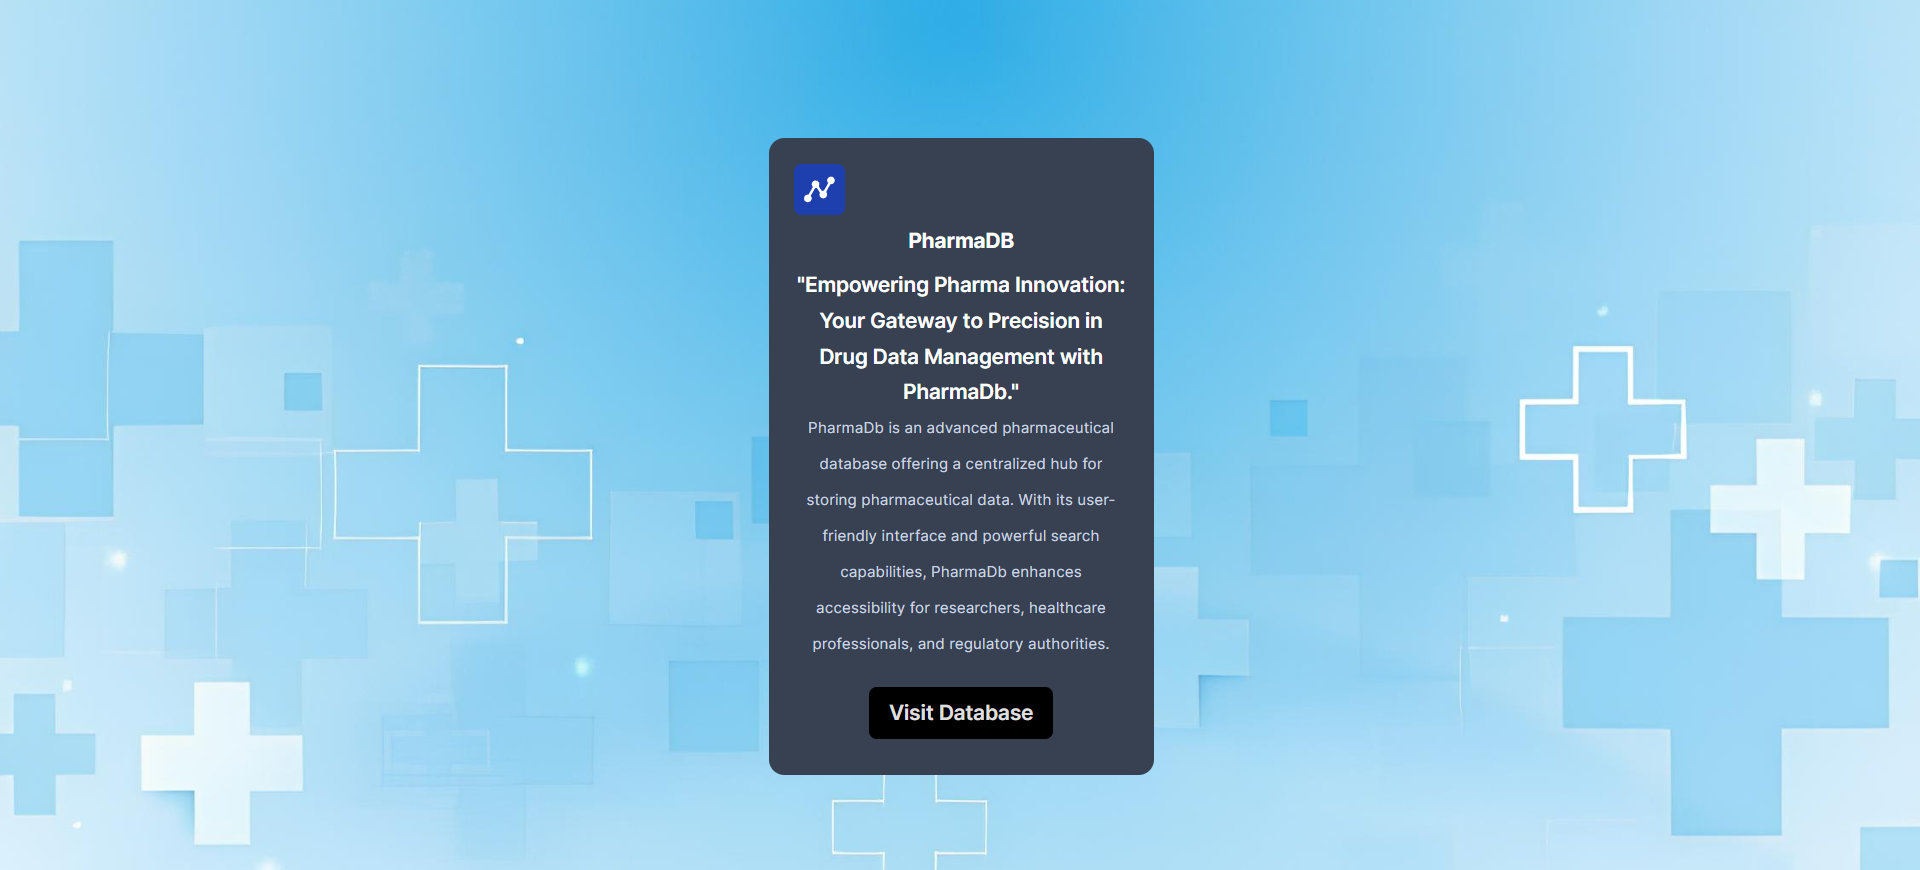 PharmaDB
"Empowering Pharma Innovation:
Your Gateway to Precision in
Drug Data Management with
PharmaDb."
PharmaDb is an advanced pharmaceutical
database offering a centralized hub for
storing pharmaceutical data. With its user-
friendly interface and powerful search
capabilities, PharmaDb enhances
accessibility for researchers, healthcare
professionals, and regulatory authorities.
Visit Database